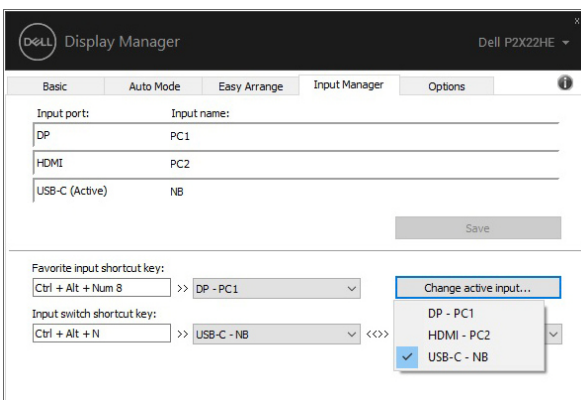 DELL Display Manager Dell P2X22HE
Basic Auto Mode Easy Arrange Input Manager Options
Input port: Input name:
DP PC1
HDMI PC2
USB-C (Active) NB
Save
Favorite input shortcut key:
Ctrl + Alt + Num 8 >> DP - PC1 Change active input...
Input switch shortcut key:
Ctrl + Alt + N >> USB-C - NB <<>>
DP - PC1
HDMI - PC2
USB-C - NB